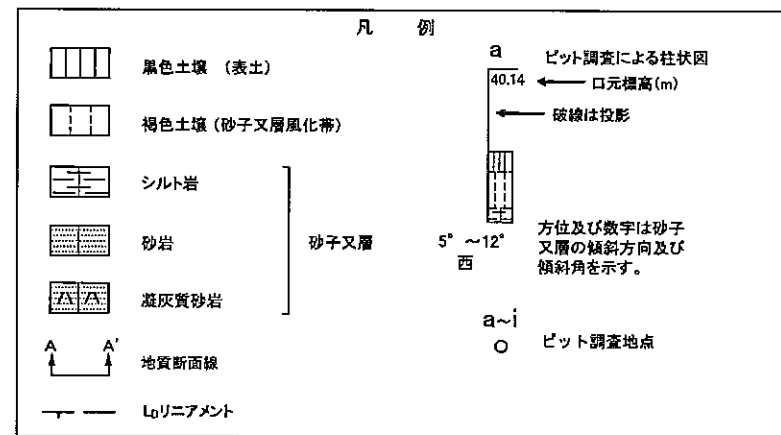 凡 例
黒色土壌 (表土)
褐色土壌 (砂子又層風化帯)
シルト岩
砂岩
凝灰質砂岩
砂子又層
A A'
地質断面線
LDリニアメント
a
ピット調査による柱状図
40.14
口元標高(m)
破線は投影
5° ~12°
西
方位及び数字は砂子
又層の傾斜方向及び
傾斜角を示す。
a~i
ピット調査地点